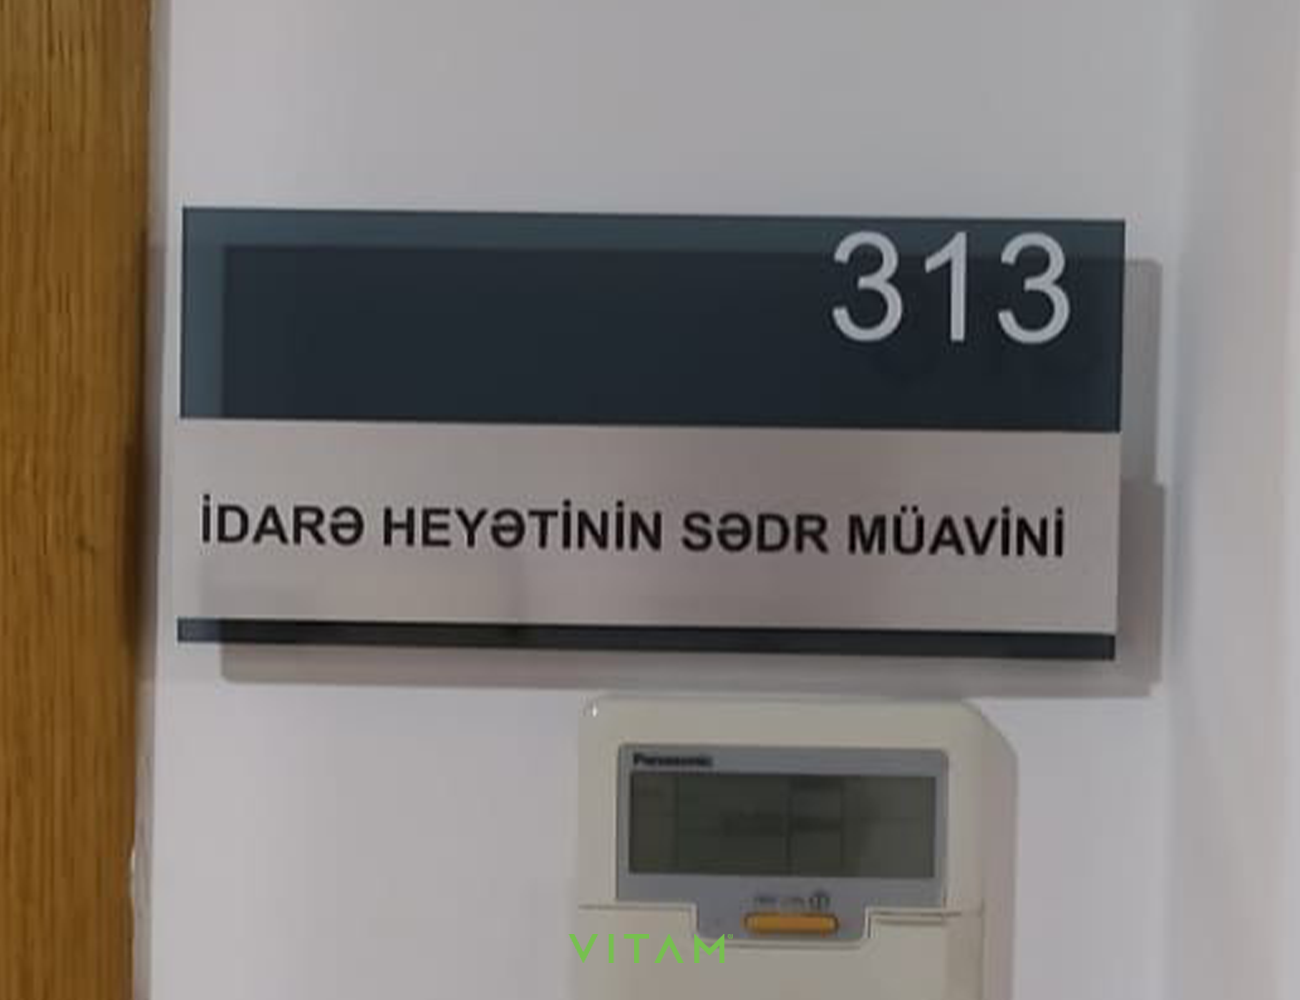 313
İDARƏ HEYƏTİNİN SƏDR MÜAVİNİ
Panasonic
VITAM